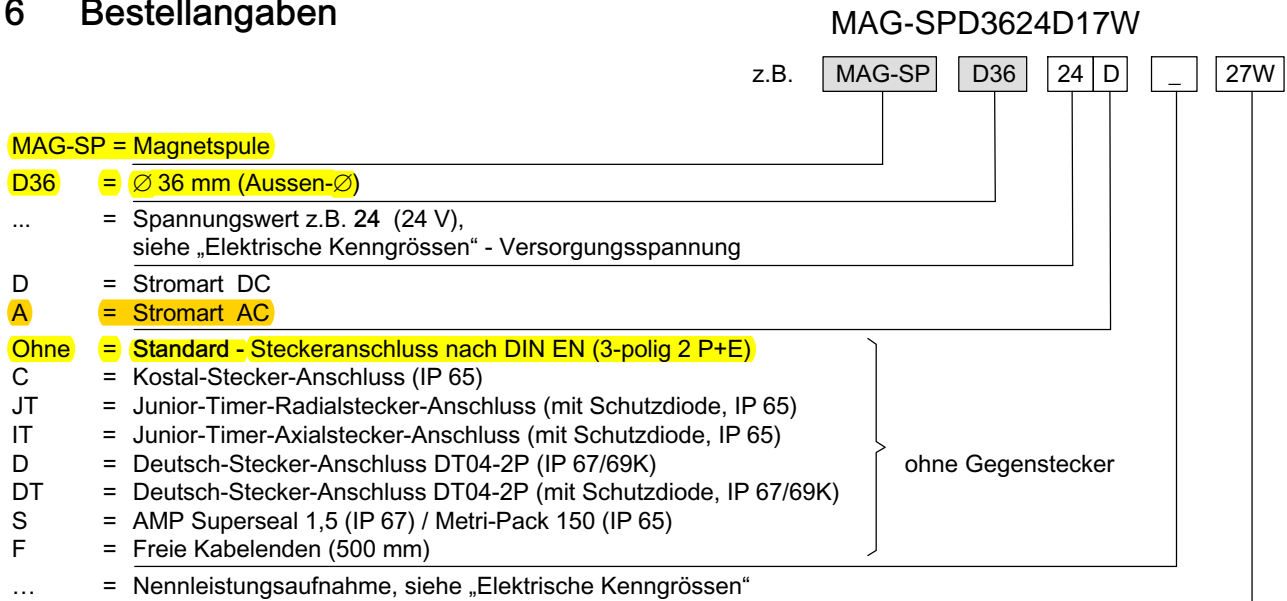 6 Bestellangaben
MAG-SPD3624D17W
z.B. MAG-SP D36 24 D _ 27W
MAG-SP = Magnetspule
D36 = ∅ 36 mm (Aussen-∅)
... = Spannungswert z.B. 24 (24 V),
siehe „Elektrische Kenngrössen“ - Versorgungsspannung
D = Stromart DC
A = Stromart AC
Ohne = Standard - Steckeranschluss nach DIN EN (3-polig 2 P+E)
C = Kostal-Stecker-Anschluss (IP 65)
JT = Junior-Timer-Radialstecker-Anschluss (mit Schutzdiode, IP 65)
IT = Junior-Timer-Axialstecker-Anschluss (mit Schutzdiode, IP 65)
D = Deutsch-Stecker-Anschluss DT04-2P (IP 67/69K)
ohne Gegenstecker
DT = Deutsch-Stecker-Anschluss DT04-2P (mit Schutzdiode, IP 67/69K)
S = AMP Superseal 1,5 (IP 67) / Metri-Pack 150 (IP 65)
F = Freie Kabelenden (500 mm)
… = Nennleistungsaufnahme, siehe „Elektrische Kenngrössen“